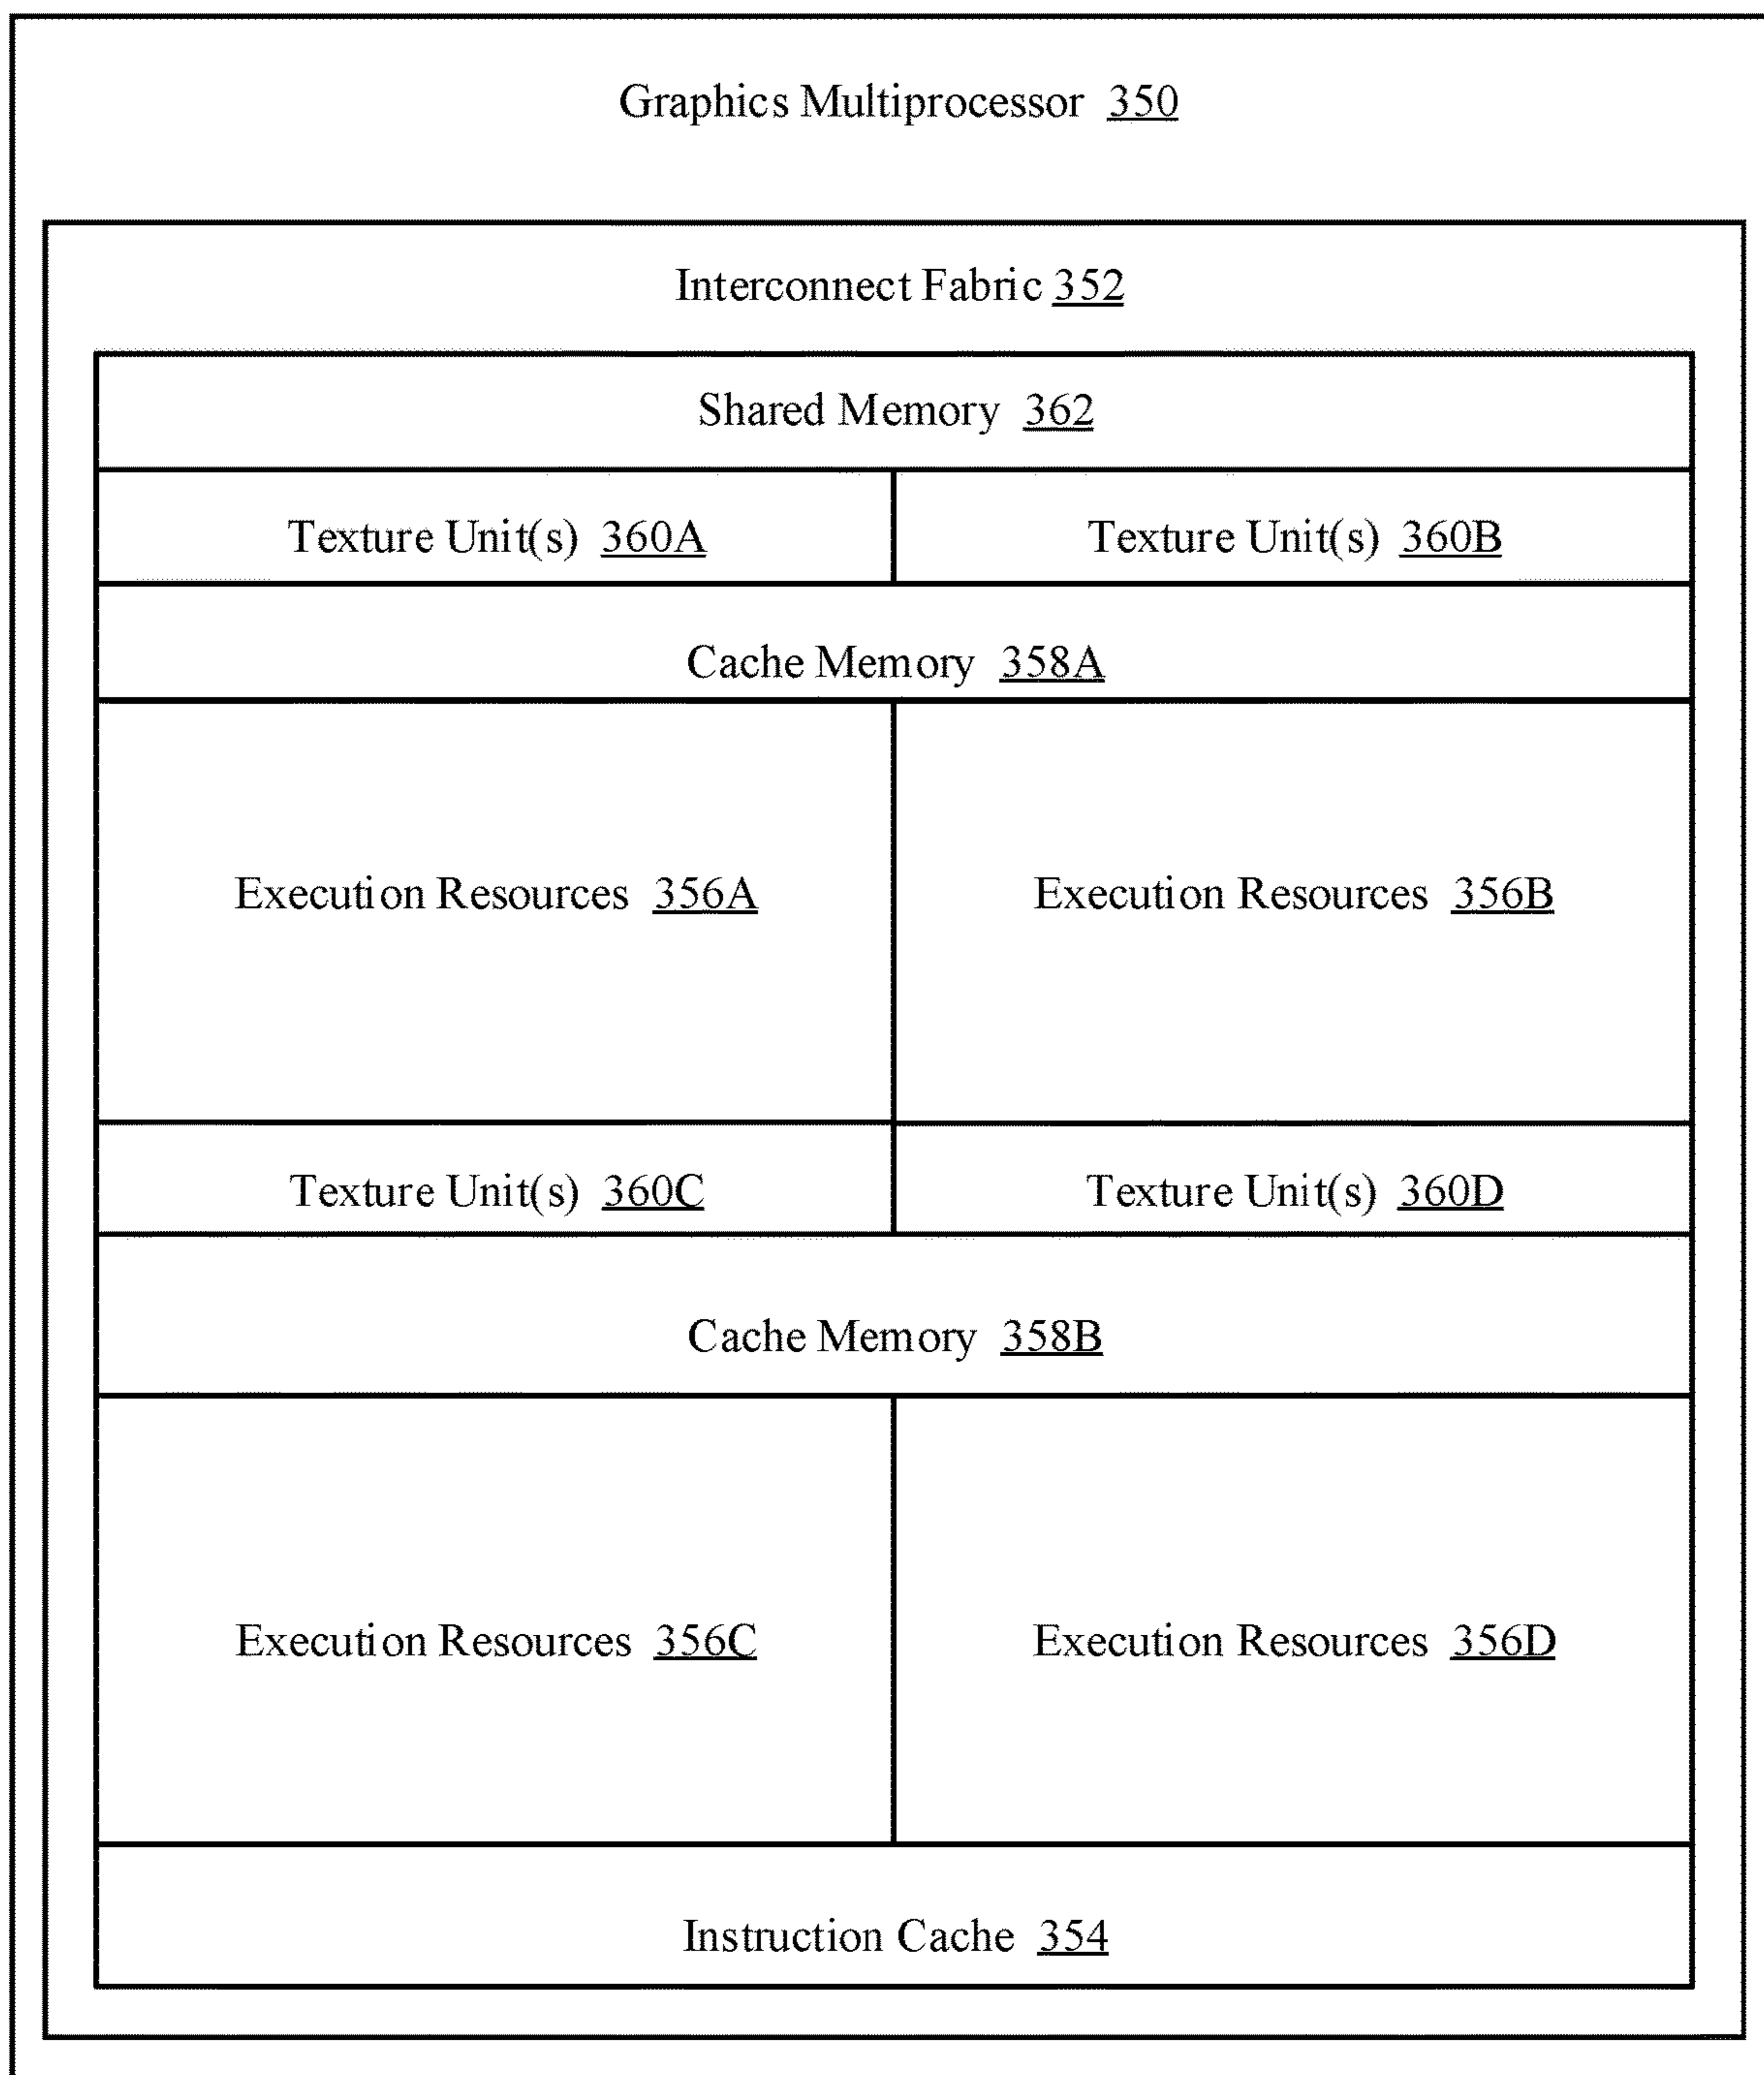 Graphics Multiprocessor 350
Interconnect Fabric 352
Shared Memory 362
Texture Unit(s) 360A
Texture Unit(s) 360B
Cache Memory 358A
Execution Resources 356A
Execution Resources 356B
Texture Unit(s) 360C
Texture Unit(s) 360D
Cache Memory 358B
Execution Resources 356C
Execution Resources 356D
Instruction Cache 354